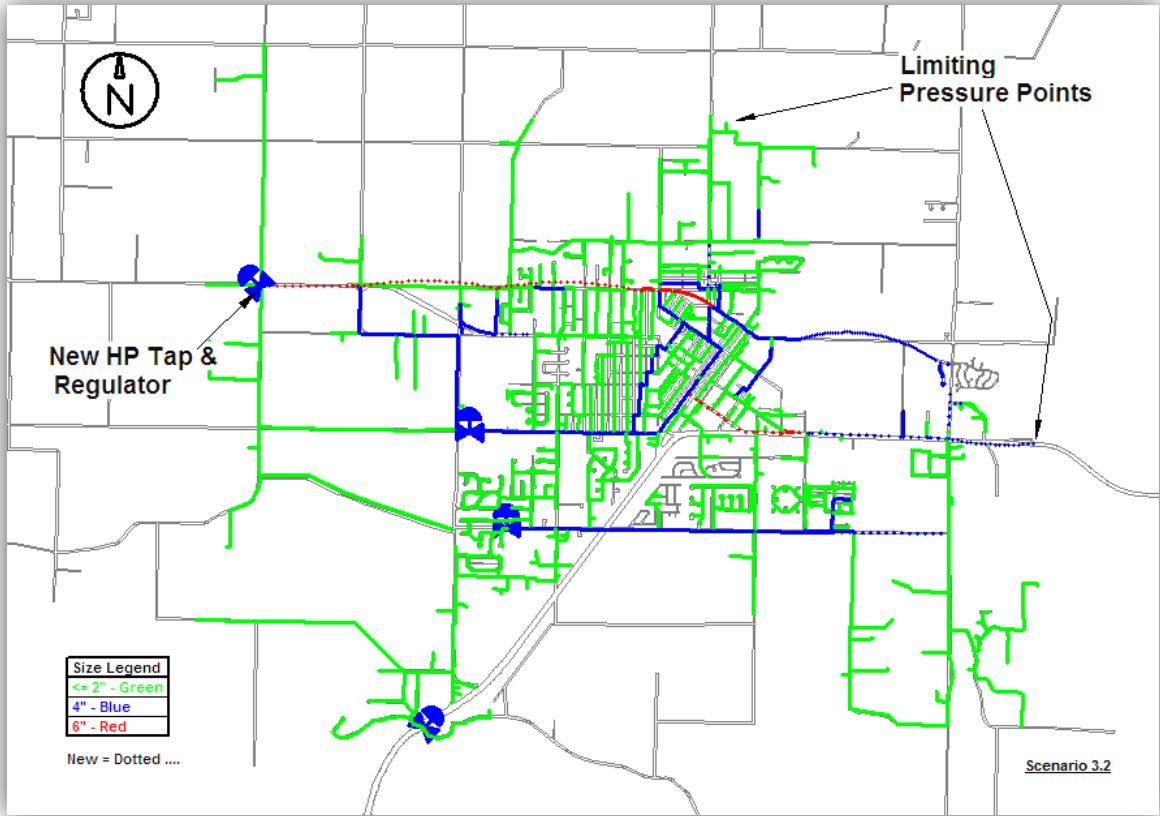 N
Limiting
Pressure Points
New HP Tap &
Regulator
Size Legend
<= 2" - Green
4" - Blue
6" - Red
New = Dotted ....
Scenario 3.2